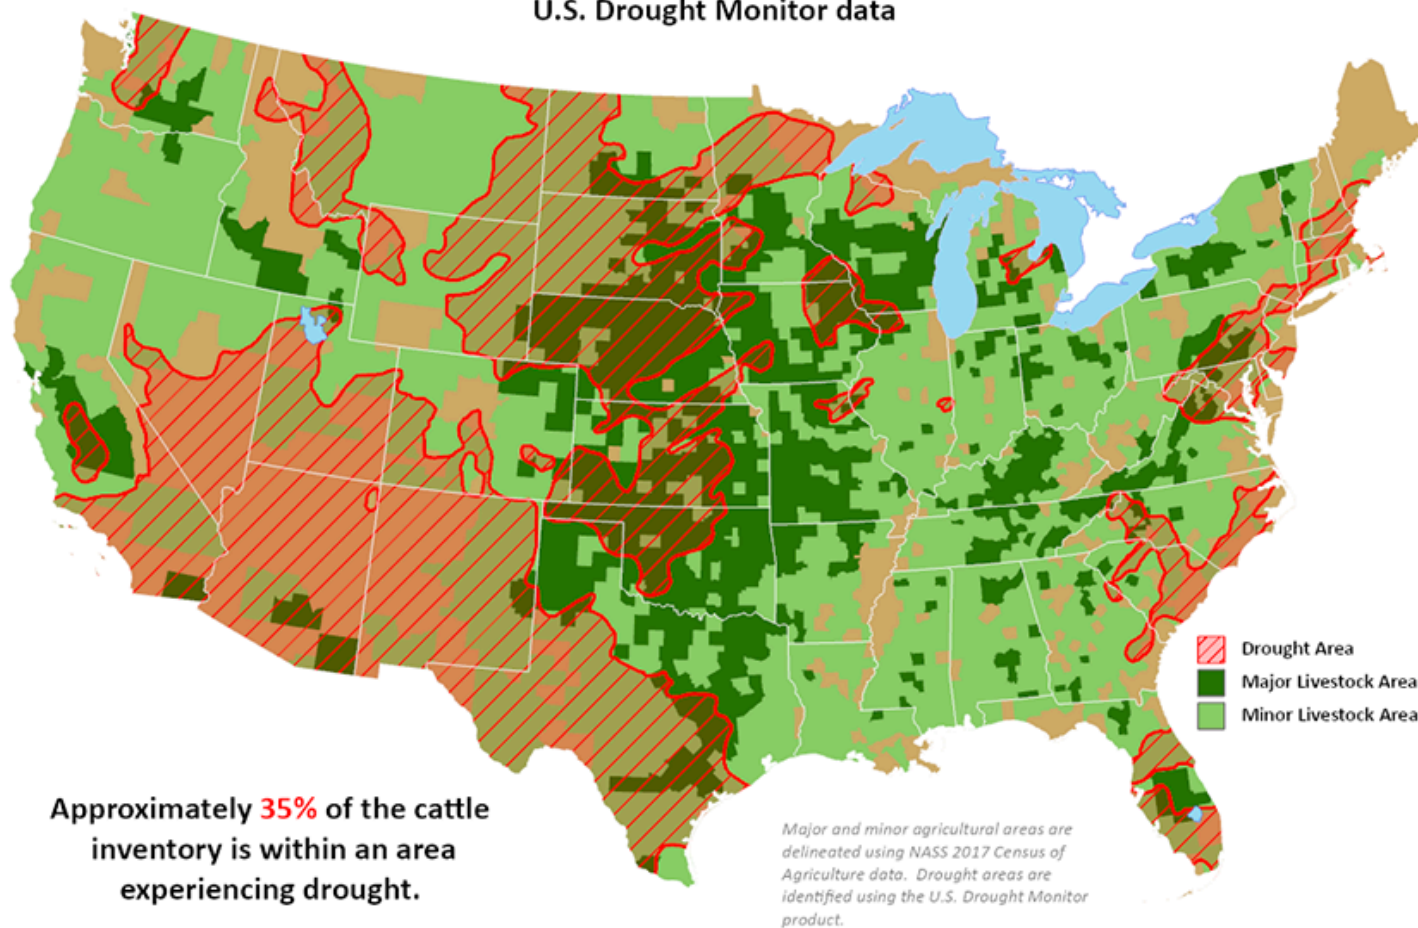 U.S. Drought Monitor data
Drought Area
Major Livestock Area
Minor Livestock Area
Approximately 35% of the cattle
inventory is within an area
experiencing drought.
Major and minor agricultural areas are
delineated using NASS 2017 Census of
Agriculture data. Drought areas are
identified using the U.S. Drought Monitor
product.